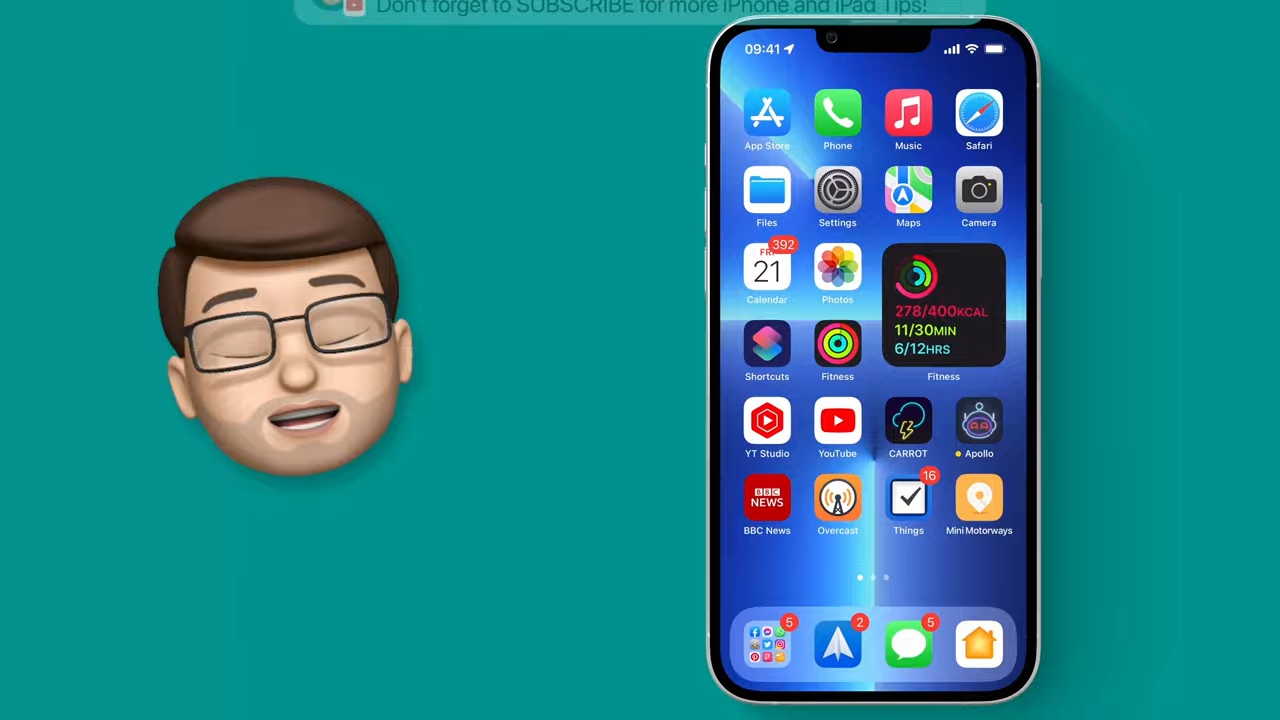 Don't forget to SUBSCRIBE for more iPhone and iPad Tips!
09:41
App Store
Phone
Music
Safari
Files
Settings
Maps
Camera
392
FRI
21
Calendar
Photos
278/400KCAL
11/30MIN
6/12HRS
Shortcuts
Fitness
Fitness
YT Studio
YouTube
CARROT
Apollo
16
BBC
NEWS
BBC News
Overcast
Things
Mini Motorways
5
2
5